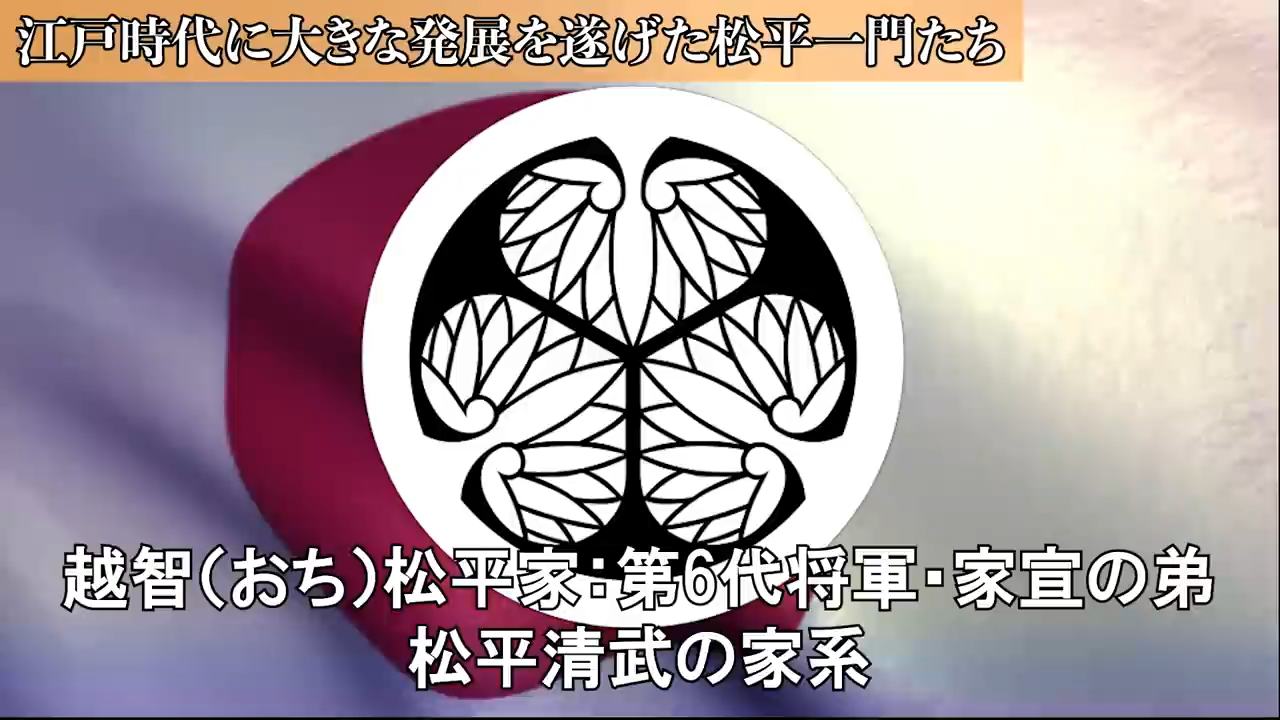 江戸時代に大きな発展を遂げた松平一門たち
越智(おち)松平家:第6代将軍・家宣の弟
松平清武の家系